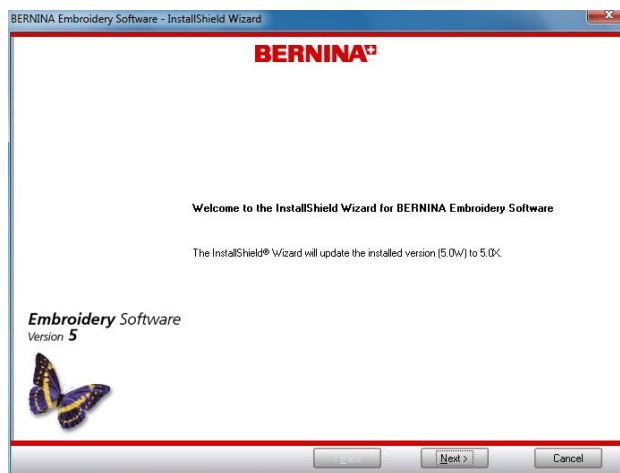 BERNINA Embroidery Software - InstallShield Wizard
BERNINA
Welcome to the InstallShield Wizard for BERNINA Embroidery Software
The InstallShield® Wizard will update the installed version (5.0W) to 5.0X.
Embroidery Software
Version 5
< Back
Next >
Cancel